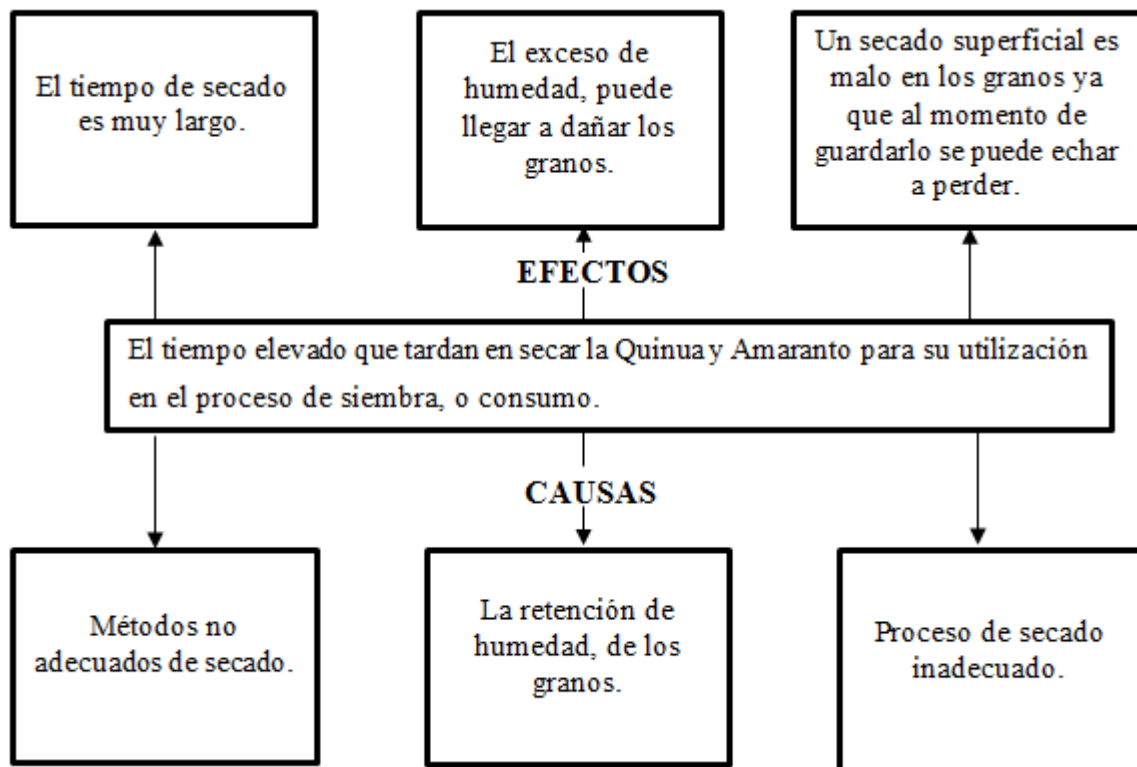 El tiempo de secado
es muy largo.
El exceso de
humedad, puede
llegar a dañar los
granos.
Un secado superficial es
malo en los granos ya
que al momento de
guardarlo se puede echar
a perder.
EFECTOS
El tiempo elevado que tardan en secar la Quinua y Amaranto para su utilización
en el proceso de siembra, o consumo.
CAUSAS
Métodos no
adecuados de secado.
La retención de
humedad, de los
granos.
Proceso de secado
inadecuado.